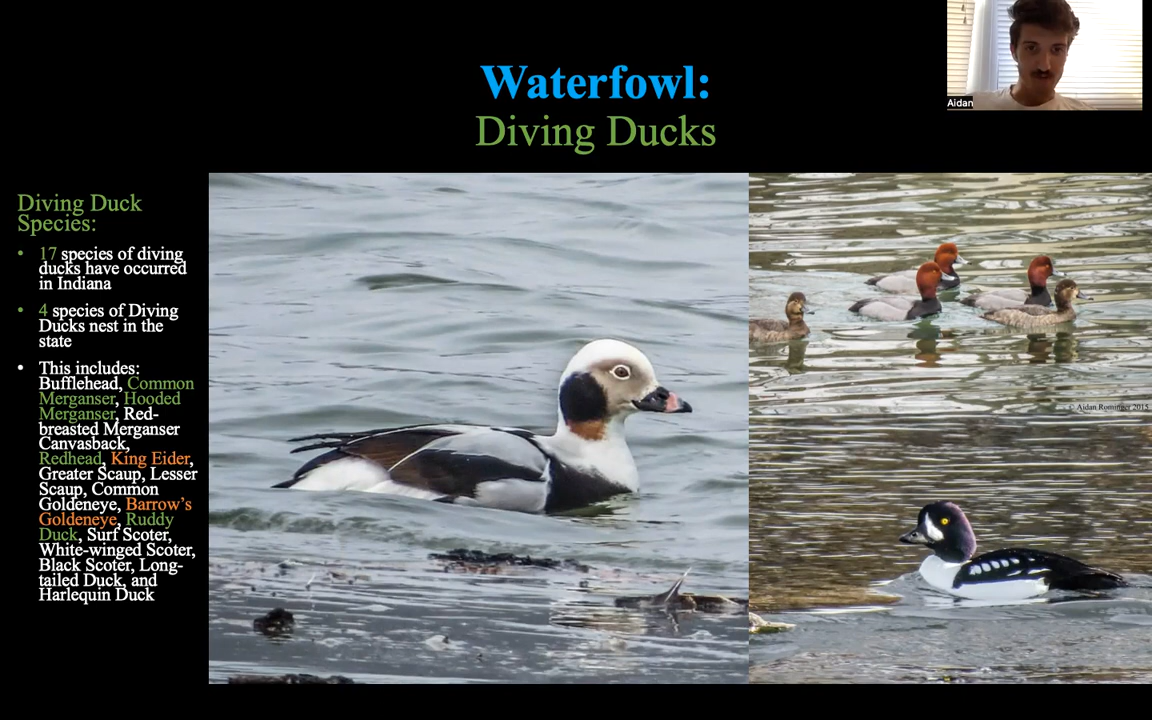 Aidan
Waterfowl:
Diving Ducks
Diving Duck
Species:
• 17 species of diving
ducks have occurred
in Indiana
• 4 species of Diving
Ducks nest in the
state
• This includes:
Bufflehead, Common
Merganser, Hooded
Merganser, Red-
breasted Merganser
Canvasback,
Redhead, King Eider,
Greater Scaup, Lesser
Scaup, Common
Goldeneye, Barrow's
Goldeneye, Ruddy
Duck, Surf Scoter,
White-winged Scoter,
Black Scoter, Long-
tailed Duck, and
Harlequin Duck
© Aidan Rominger 2015